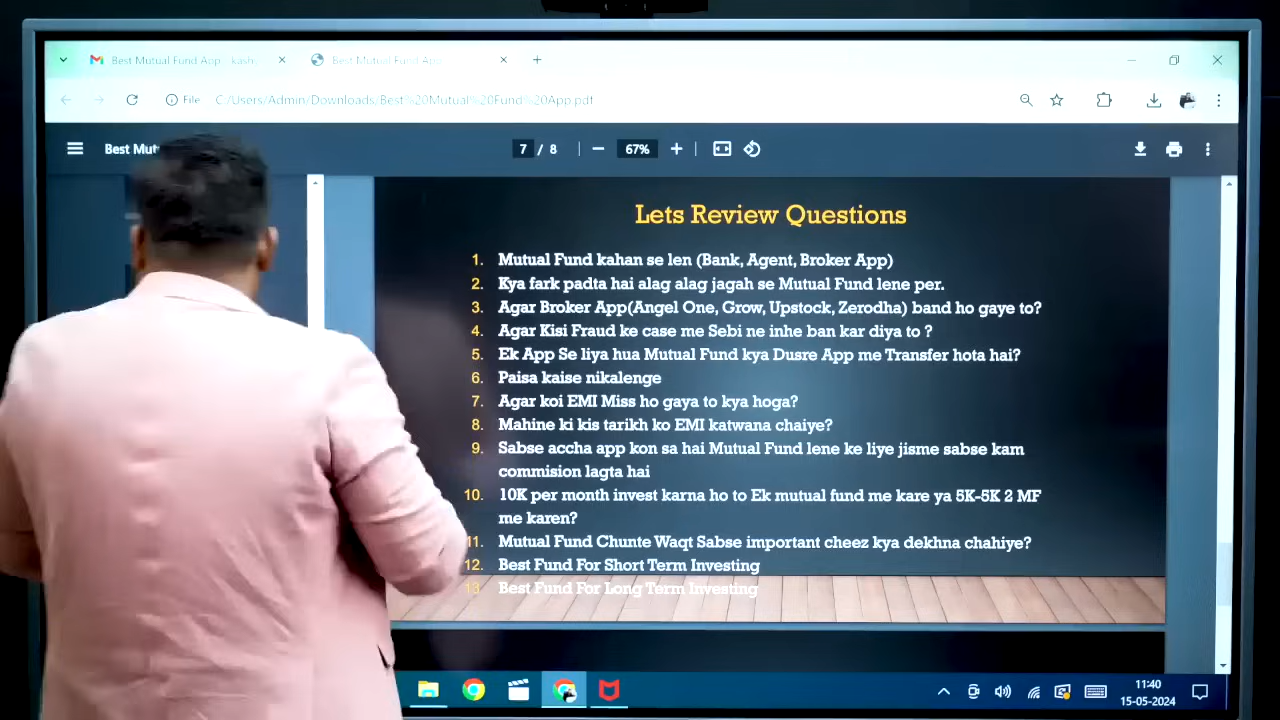 Best Mutual Fund App - kash
Best Mutual Fund App
File C:/Users/Admin/Downloads/Best%20Mutual%20Fund%20App.pdf
Best Mut
7 / 8
67%
Lets Review Questions
1. Mutual Fund kahan se len (Bank, Agent, Broker App)
2. Kya fark padta hai alag alag jagah se Mutual Fund lene per.
3. Agar Broker App(Angel One, Grow, Upstock, Zerodha) band ho gaye to?
4. Agar Kisi Fraud ke case me Sebi ne inhe ban kar diya to ?
5. Ek App Se liya hua Mutual Fund kya Dusre App me Transfer hota hai?
6. Paisa kaise nikalenge
7. Agar koi EMI Miss ho gaya to kya hoga?
8. Mahine ki kis tarikh ko EMI katwana chaiye?
9. Sabse accha app kon sa hai Mutual Fund lene ke liye jisme sabse kam
commision lagta hai
10. 10K per month invest karna ho to Ek mutual fund me kare ya 5K-5K 2 MF
me karen?
11. Mutual Fund Chunte Waqt Sabse important cheez kya dekhna chahiye?
12. Best Fund For Short Term Investing
13. Best Fund For Long Term Investing
11:40
15-05-2024